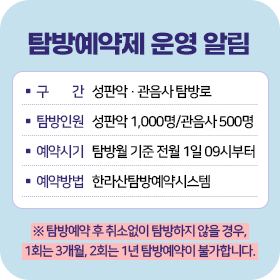 탐방예약제 운영 알림
▪ 구 간 성판악 · 관음사 탐방로
▪ 탐방인원 성판악 1,000명/관음사 500명
▪ 예약시기 탐방월 기준 전월 1일 09시부터
▪ 예약방법 한라산탐방예약시스템
※ 탐방예약 후 취소없이 탐방하지 않을 경우,
1회는 3개월, 2회는 1년 탐방예약이 불가합니다.